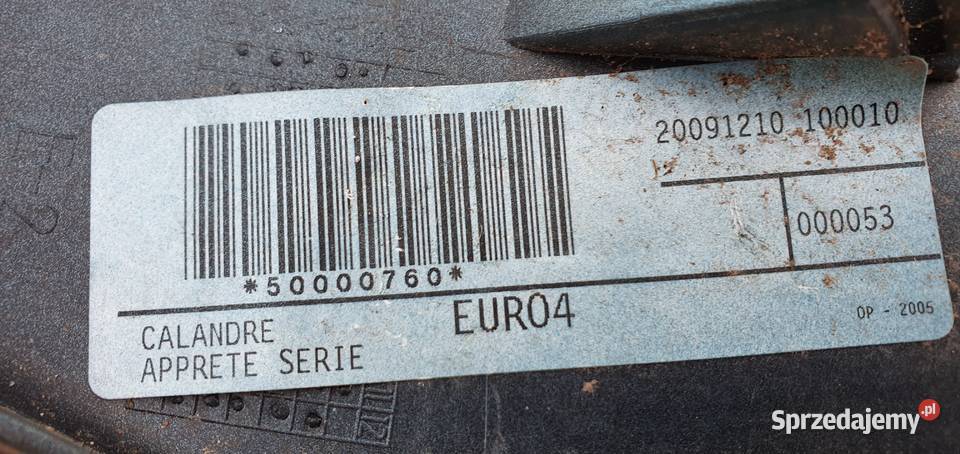 20091210 100010
000053
*50000760*
CALANDRE
APPRETE SERIE
EURO4
OP - 2005
Sprzedajemy.pl